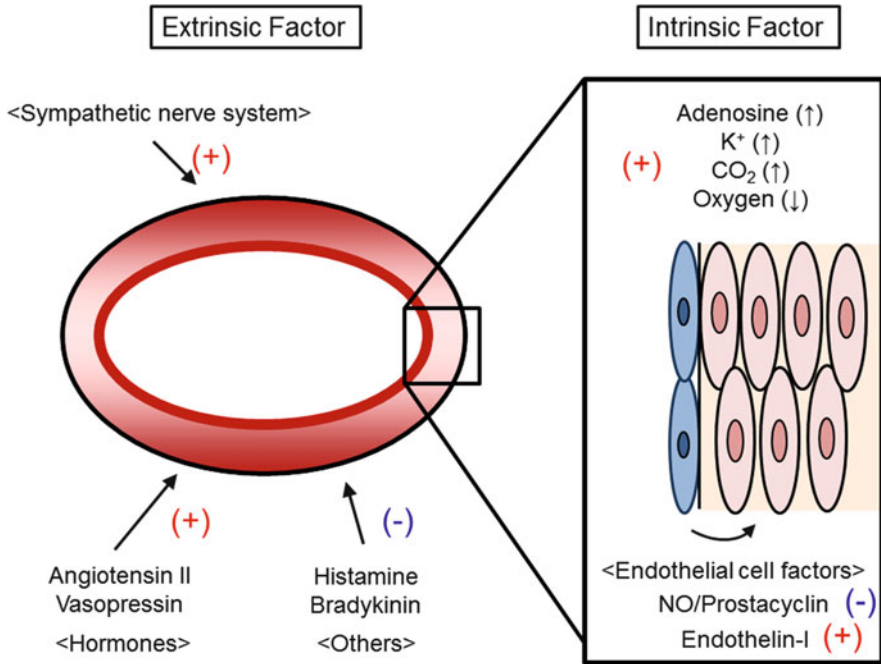 Extrinsic Factor
<Sympathetic nerve system>
(+)
(+)
Angiotensin II
Vasopressin
<Hormones>
(-)
Histamine
Bradykinin
<Others>
Intrinsic Factor
Adenosine (↑)
K⁺ (↑)
(+)
CO₂ (↑)
Oxygen (↓)
<Endothelial cell factors>
NO/Prostacyclin (-)
Endothelin-I (+)